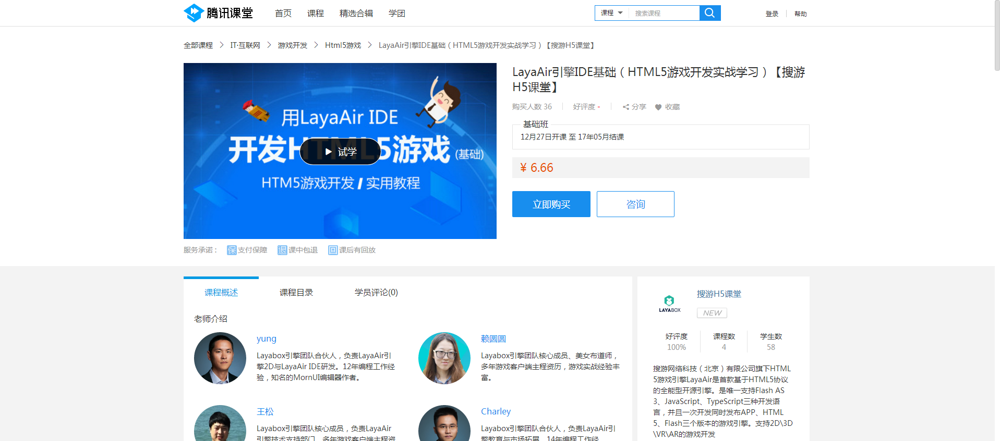 腾讯课堂
首页 课程 精选合辑 学团
课程 搜索课程
登录 帮助
全部课程 > IT·互联网 > 游戏开发 > Html5游戏 > LayaAir引擎IDE基础（HTML5游戏开发实战学习）【搜游H5课堂】
用LayaAir IDE
开发HTML5游戏 (基础)
试学
HTM5游戏开发 / 实用教程
LayaAir引擎IDE基础（HTML5游戏开发实战学习）【搜游
H5课堂】
购买人数 36 好评度 - 分享 收藏
基础班
12月27日开课 至 17年05月结课
¥ 6.66
立即购买 咨询
服务承诺： 保 支付保障 退 课中包退 回 课后有回放
课程概述 课程目录 学员评论(0)
老师介绍
yung
Layabox引擎团队合伙人，负责LayaAir引
擎2D与LayaAir IDE研发。12年编程工作经
验，知名的MornUI编辑器作者。
赖圆圆
Layabox引擎团队核心成员、美女布道师，
多年游戏客户端主程资历，游戏实战经验丰
富。
王松
Layabox引擎团队核心成员，负责LayaAir
引擎技术支持部门，多年游戏客户端主程资
Charley
Layabox引擎团队合伙人，负责LayaAir引
擎教育与市场拓展，14年编程工作经
LAYABOX
搜游H5课堂
NEW
好评度 课程数 学生数
100% 4 58
搜游网络科技（北京）有限公司旗下HTML
5游戏引擎LayaAir是首款基于HTML5协议
的全能型开源引擎。是唯一支持Flash AS
3、JavaScript、TypeScript三种开发语
言，并且一次开发同时发布APP、HTML
5、Flash三个版本的游戏引擎。支持2D\3D
\VR\AR的游戏开发